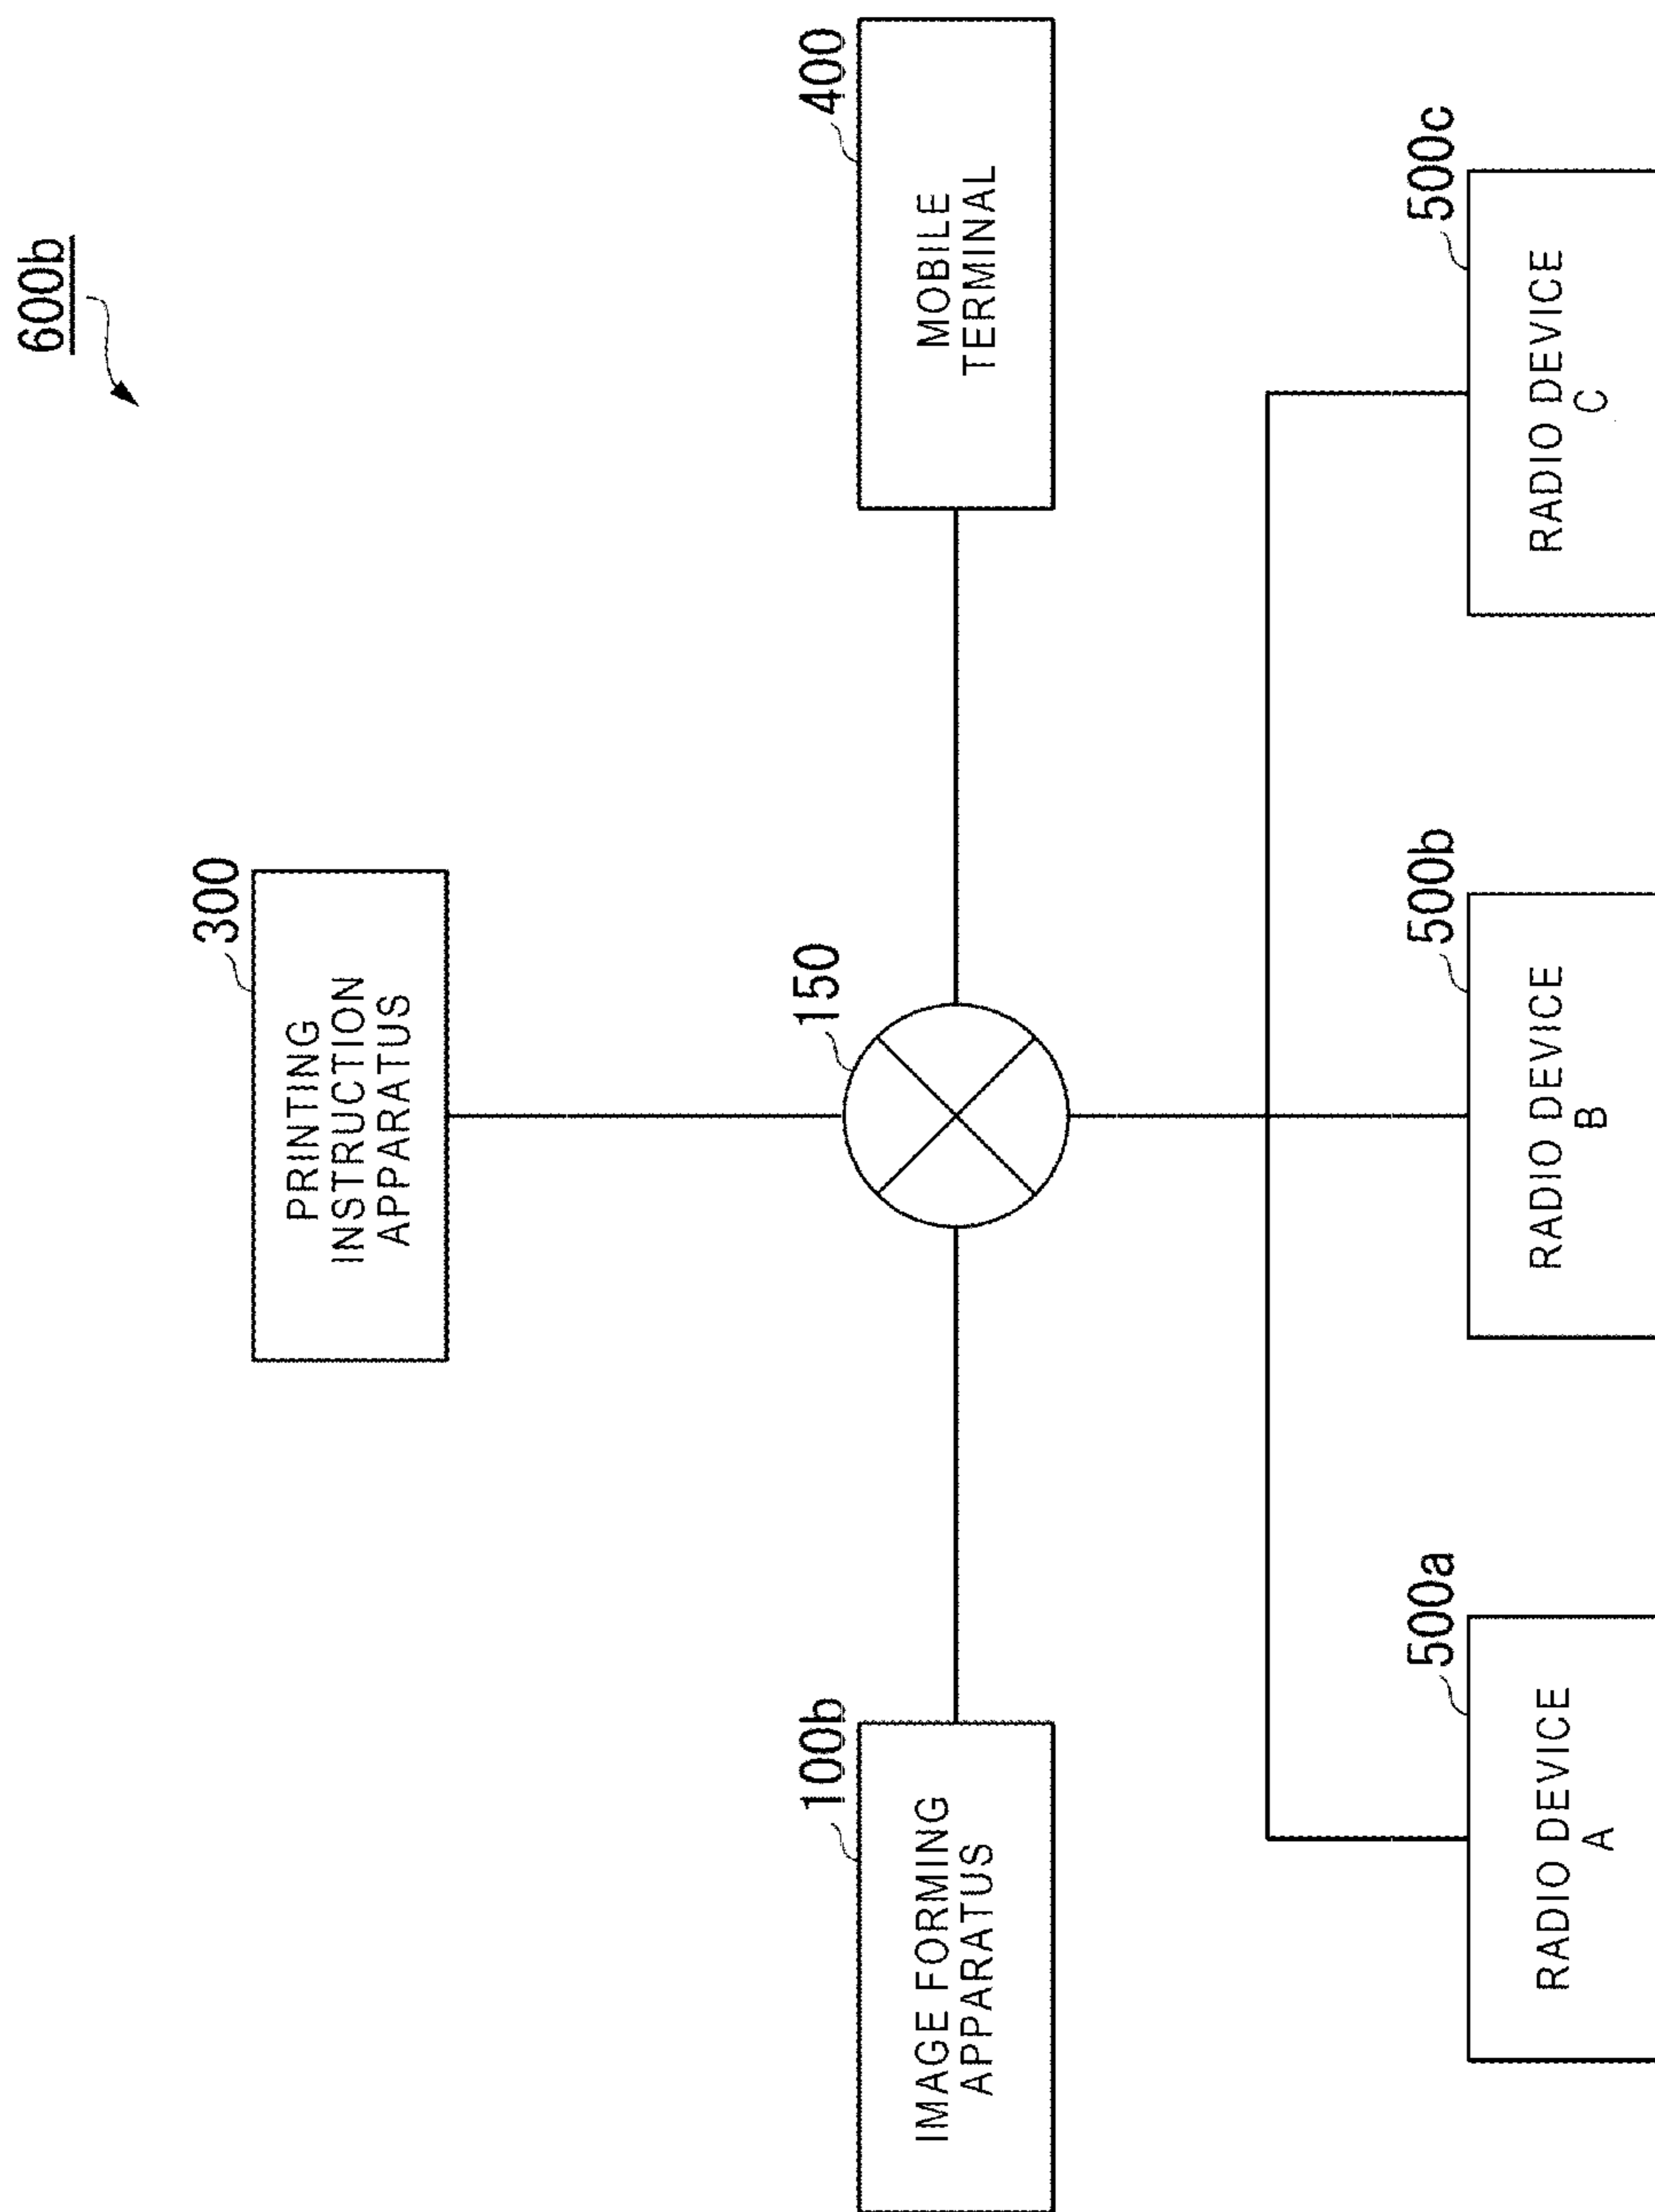 600b
300
PRINTING
INSTRUCTION
APPARATUS
100b
IMAGE FORMING
APPARATUS
150
400
MOBILE
TERMINAL
500a
RADIO DEVICE
A
500b
RADIO DEVICE
B
500c
RADIO DEVICE
C